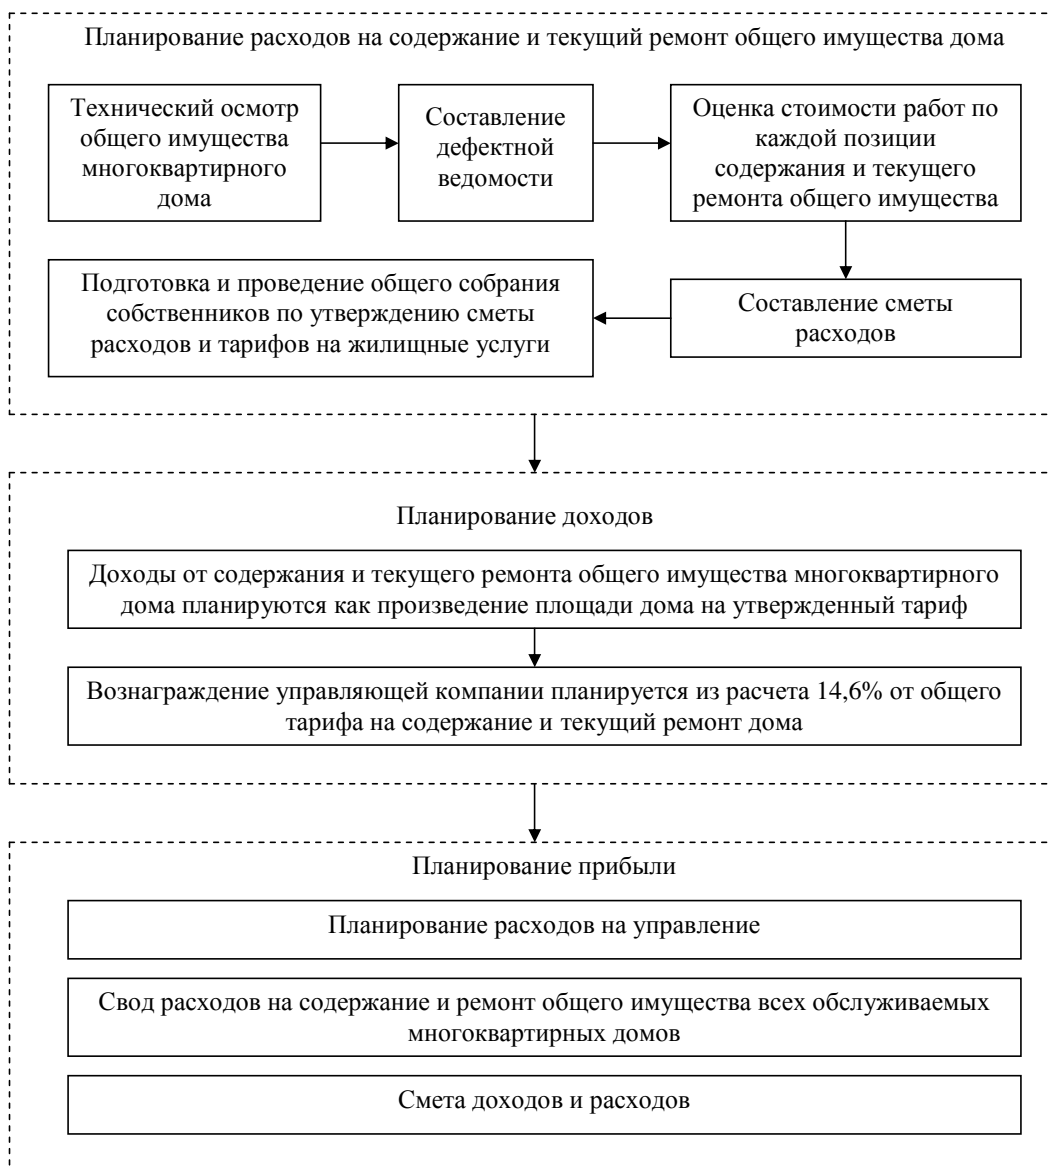 Планирование расходов на содержание и текущий ремонт общего имущества дома
Технический осмотр
общего имущества
многоквартирного
дома
Составление
дефектной
ведомости
Оценка стоимости работ по
каждой позиции
содержания и текущего
ремонта общего имущества
Составление сметы
расходов
Подготовка и проведение общего собрания
собственников по утверждению сметы
расходов и тарифов на жилищные услуги
Планирование доходов
Доходы от содержания и текущего ремонта общего имущества многоквартирного
дома планируются как произведение площади дома на утвержденный тариф
Вознаграждение управляющей компании планируется из расчета 14,6% от общего
тарифа на содержание и текущий ремонт дома
Планирование прибыли
Планирование расходов на управление
Свод расходов на содержание и ремонт общего имущества всех обслуживаемых
многоквартирных домов
Смета доходов и расходов